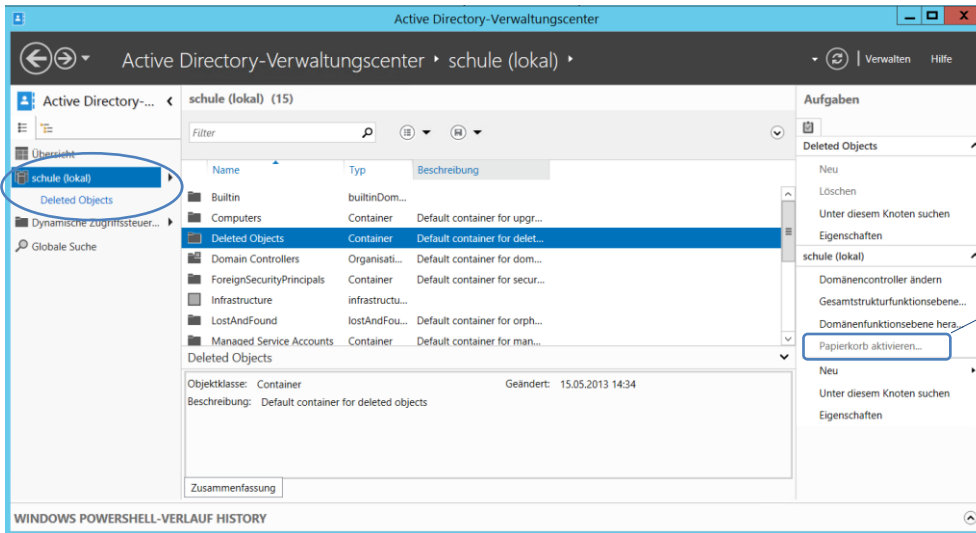 Active Directory-Verwaltungscenter
Active Directory-Verwaltungscenter ‣ schule (lokal) ‣
Verwalten Hilfe
Active Directory-...
Übersicht
schule (lokal)
Deleted Objects
Dynamische Zugriffssteuer...
Globale Suche
schule (lokal) (15)
Filter
Name Typ Beschreibung
Builtin builtinDom...
Computers Container Default container for upgr...
Deleted Objects Container Default container for delet...
Domain Controllers Organisati... Default container for dom...
ForeignSecurityPrincipals Container Default container for secur...
Infrastructure infrastructu...
LostAndFound lostAndFou... Default container for orph...
Managed Service Accounts Container Default container for man...
Deleted Objects
Objektklasse: Container Geändert: 15.05.2013 14:34
Beschreibung: Default container for deleted objects
Zusammenfassung
Aufgaben
Deleted Objects
Neu
Löschen
Unter diesem Knoten suchen
Eigenschaften
schule (lokal)
Domänencontroller ändern
Gesamtstrukturfunktionsebene...
Domänenfunktionsebene hera...
Papierkorb aktivieren...
Neu
Unter diesem Knoten suchen
Eigenschaften
WINDOWS POWERSHELL-VERLAUF HISTORY